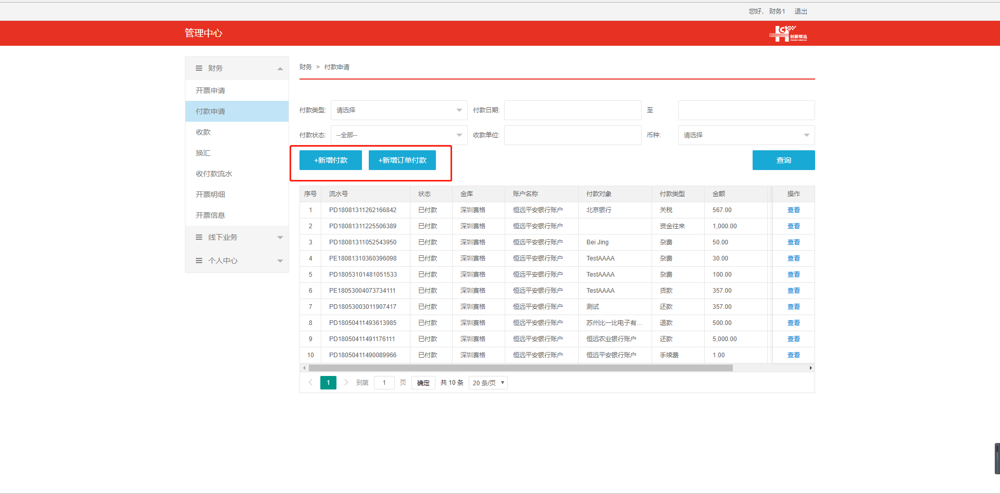 您好， 财务1 退出
管理中心
创新恒远
财务
开票申请
付款申请
收款
换汇
收付款流水
开票明细
开票信息
线下业务
个人中心
财务 > 付款申请
付款类型: 请选择 付款日期: 至
付款状态: --全部-- 收款单位: 币种: 请选择
+新增付款 +新增订单付款 查询
序号 流水号 状态 金库 账户名称 付款对象 付款类型 金额 操作
1 PD18081311262166842 已付款 深圳赛格 恒远平安银行账户 北京银行 关税 567.00 查看
2 PD18081311225506389 已付款 深圳赛格 恒远平安银行账户 资金往来 1,000.00 查看
3 PD18081311052543950 已付款 深圳赛格 恒远平安银行账户 Bei Jing 杂费 50.00 查看
4 PE18081310360396098 已付款 深圳赛格 恒远平安银行账户 TestAAAA 杂费 30.00 查看
5 PD18053101481051533 已付款 深圳赛格 恒远平安银行账户 TestAAAA 杂费 100.00 查看
6 PE18053004073734111 已付款 深圳赛格 恒远平安银行账户 TestAAAA 货款 357.00 查看
7 PD18053003011907417 已付款 深圳赛格 恒远平安银行账户 测试 还款 357.00 查看
8 PD18050411493613985 已付款 深圳赛格 恒远平安银行账户 苏州比一比电子有... 退款 500.00 查看
9 PD18050411491176111 已付款 深圳赛格 恒远平安银行账户 恒远农业银行账户 还款 5,000.00 查看
10 PD18050411490089966 已付款 深圳赛格 恒远平安银行账户 恒远平安银行账户 手续费 1.00 查看
1 到第 1 页 确定 共 10 条 20 条/页